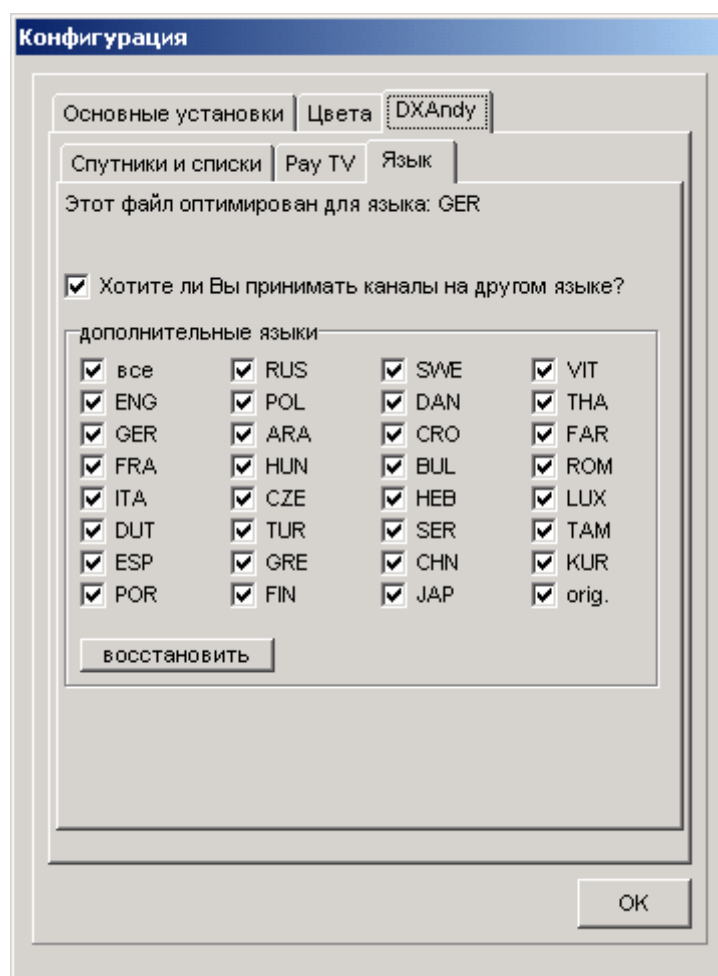 Конфигурация
Основные установки Цвета DXAndy
Спутники и списки Pay TV Язык
Этот файл оптимирован для языка: GER
Хотите ли Вы принимать каналы на другом языке?
дополнительные языки
все RUS SWE VIT
ENG POL DAN THA
GER ARA CRO FAR
FRA HUN BUL ROM
ITA CZE HEB LUX
DUT TUR SER TAM
ESP GRE CHN KUR
POR FIN JAP orig.
восстановить
OK